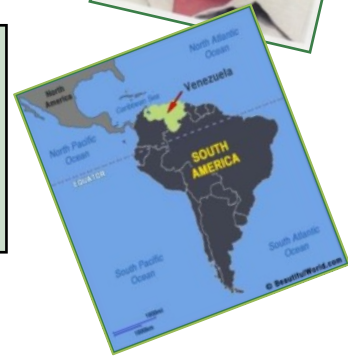 North Atlantic
Ocean
North
America
Caribbean Sea
Venezuela
North Pacific
Ocean
EQUATOR
SOUTH
AMERICA
South Pacific
Ocean
South Atlantic
Ocean
© BeautifulWorld.com